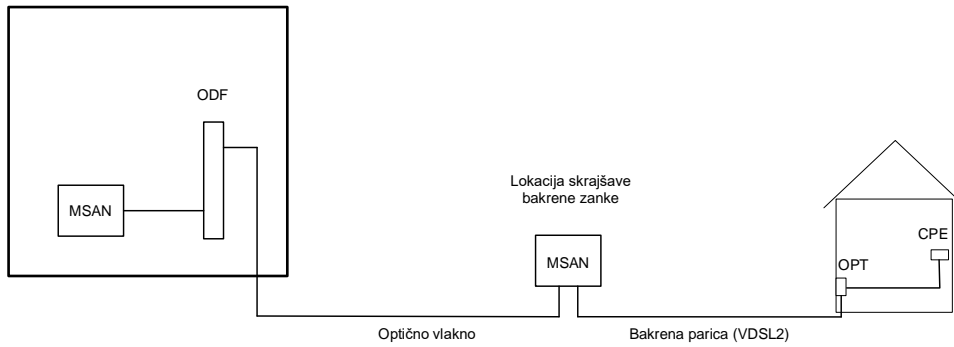 ODF
MSAN
Lokacija skrajšave
bakrene zanke
MSAN
CPE
OPT
Optično vlakno
Bakrena parica (VDSL2)